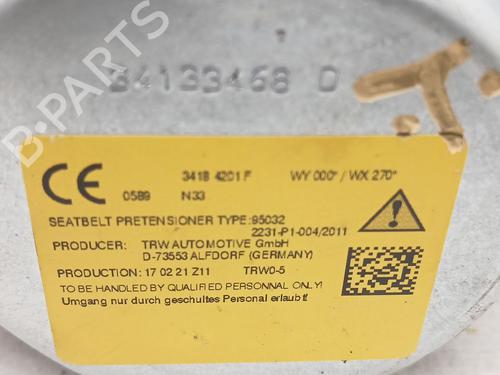 B-PARTS
34133468 D
T.
CE
0589
3418 4201 F
N33
WY 000° / WX 270°
SEATBELT PRETENSIONER TYPE: 95032
2231-P1-004/2011
PRODUCER: TRW AUTOMOTIVE GmbH
D-73553 ALFDORF (GERMANY)
PRODUCTION: 17 02 21 Z11 TRW0-5
TO BE HANDLED BY QUALIFIED PERSONNAL ONLY!
Umgang nur durch geschultes Personal erlaubt!